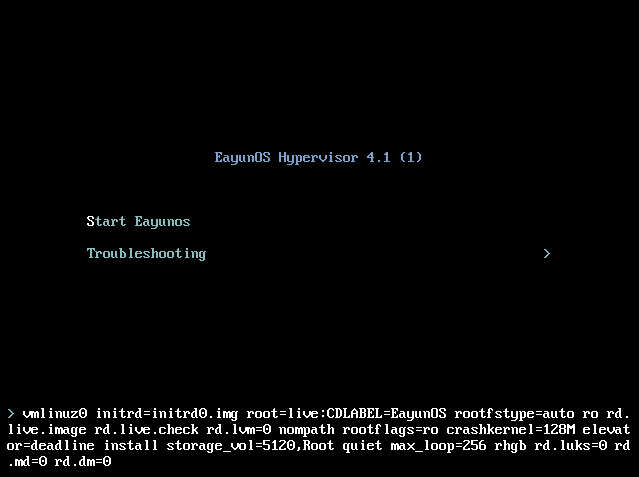 EayunOS Hypervisor 4.1 (1)
Start Eayunos
Troubleshooting >
> vmlinuz0 initrd=initrd0.img root=live:CDLABEL=EayunOS rootfstype=auto ro rd.
live.image rd.live.check rd.lvm=0 nompath rootflags=ro crashkernel=128M elevat
or=deadline install storage_vol=5120,Root quiet max_loop=256 rhgb rd.luks=0 rd
.md=0 rd.dm=0